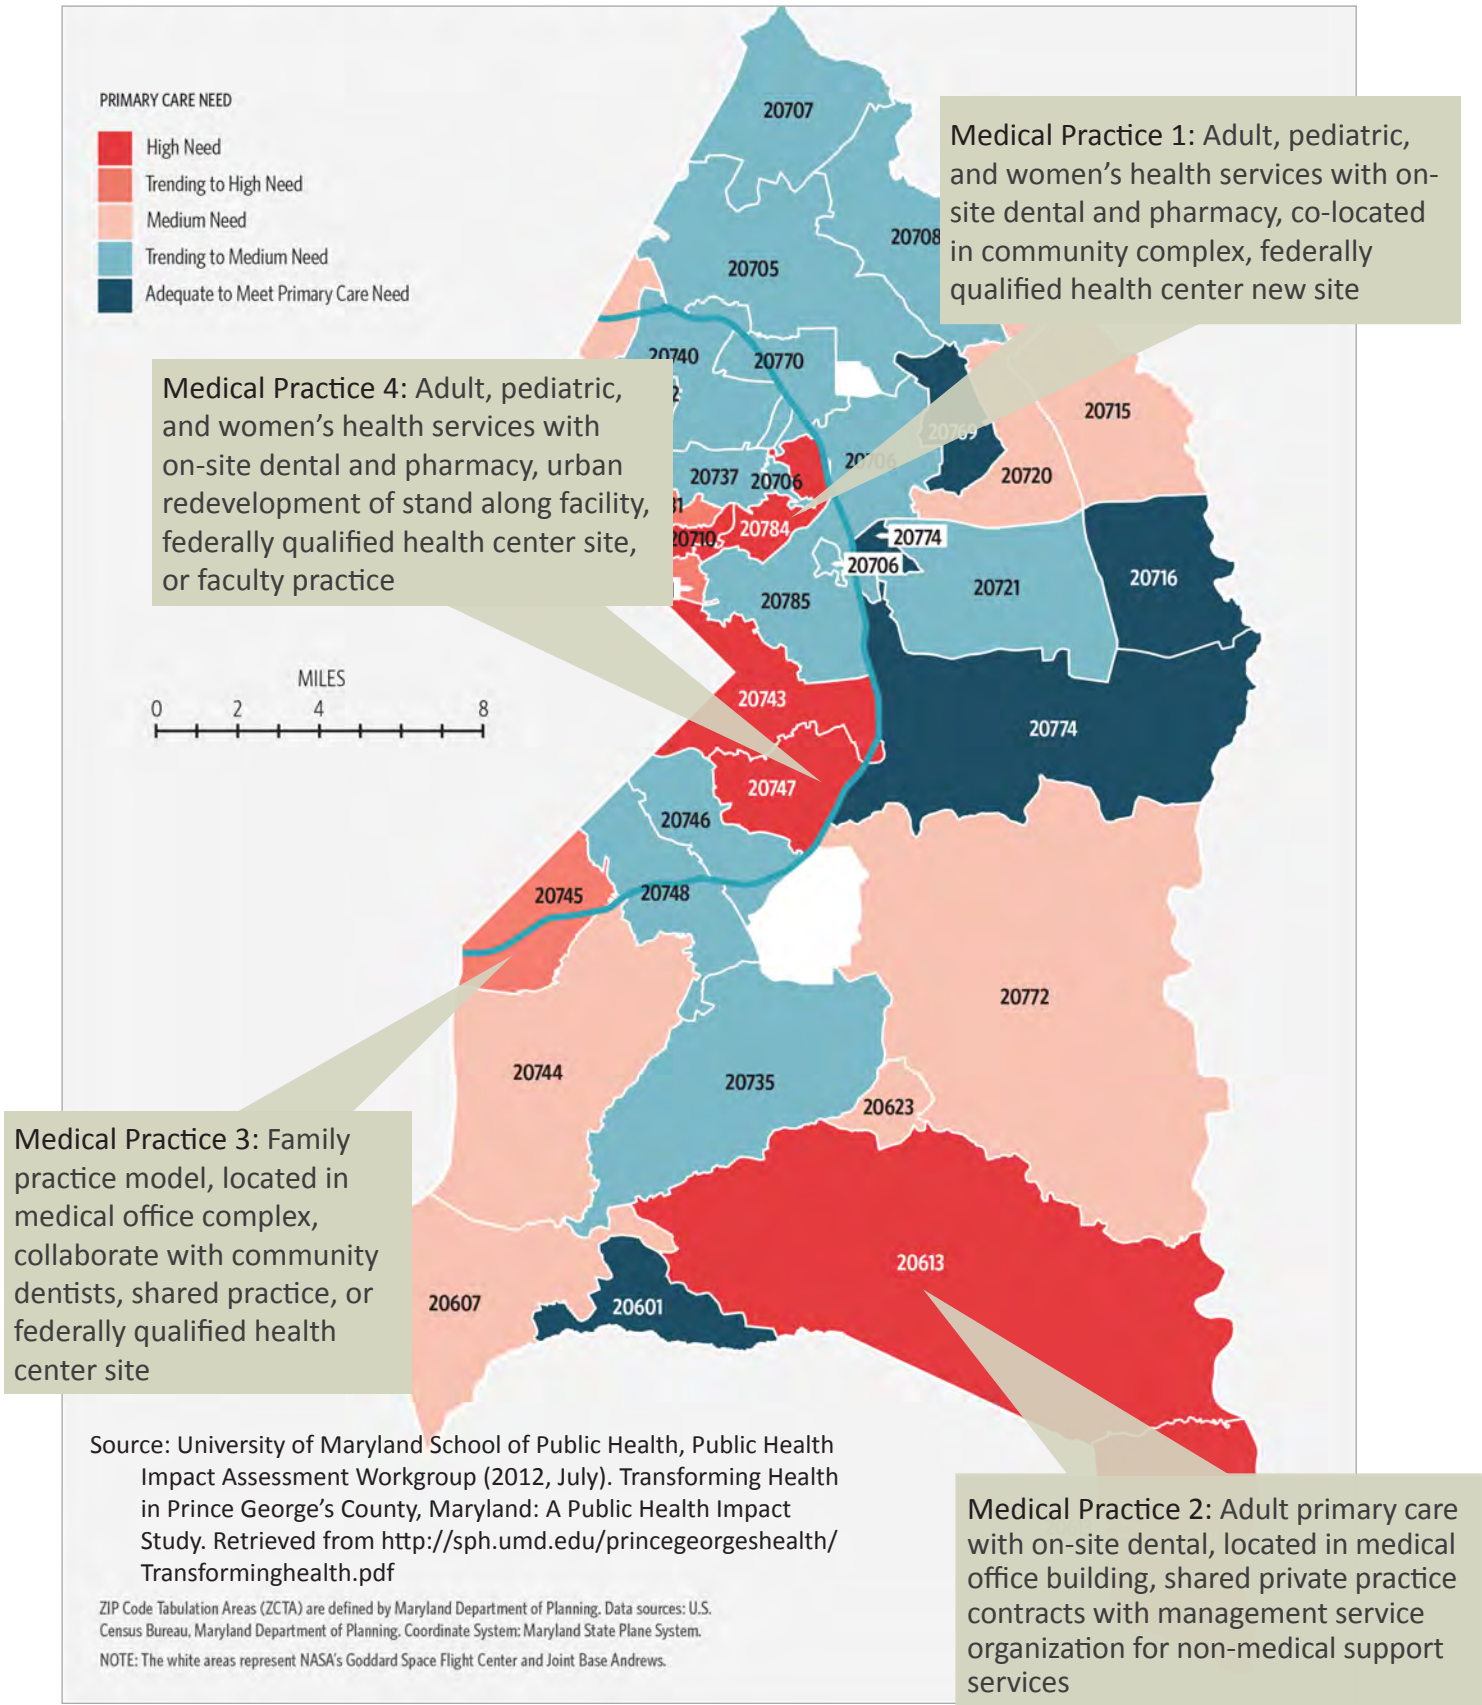 PRIMARY CARE NEED
High Need
Trending to High Need
Medium Need
Trending to Medium Need
Adequate to Meet Primary Care Need
20707
Medical Practice 1: Adult, pediatric,
and women’s health services with on-
site dental and pharmacy, co-located
in community complex, federally
qualified health center new site
20708
20705
20740
20770
2
Medical Practice 4: Adult, pediatric,
and women’s health services with
on-site dental and pharmacy, urban
redevelopment of stand along facility,
federally qualified health center site,
or faculty practice
20715
20769
20706
20720
20737
20706
31
20784
20710
20774
20706
20716
20721
20785
MILES
0 2 4 8
20743
20774
20747
20746
20745
20748
20772
20744
20735
20623
Medical Practice 3: Family
practice model, located in
medical office complex,
collaborate with community
dentists, shared practice, or
federally qualified health
center site
20613
20607
20601
Source: University of Maryland School of Public Health, Public Health
Impact Assessment Workgroup (2012, July). Transforming Health
in Prince George’s County, Maryland: A Public Health Impact
Study. Retrieved from http://sph.umd.edu/princegeorgeshealth/
Transforminghealth.pdf
Medical Practice 2: Adult primary care
with on-site dental, located in medical
office building, shared private practice
contracts with management service
organization for non-medical support
services
ZIP Code Tabulation Areas (ZCTA) are defined by Maryland Department of Planning. Data sources: U.S.
Census Bureau, Maryland Department of Planning. Coordinate System: Maryland State Plane System.
NOTE: The white areas represent NASA's Goddard Space Flight Center and Joint Base Andrews.